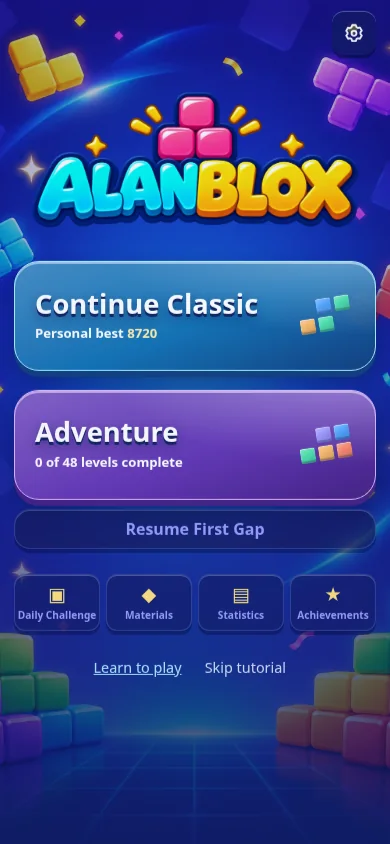 ALANBLOX
Continue Classic
Personal best 8720
Adventure
0 of 48 levels complete
Resume First Gap
Daily Challenge
Materials
Statistics
Achievements
Learn to play
Skip tutorial